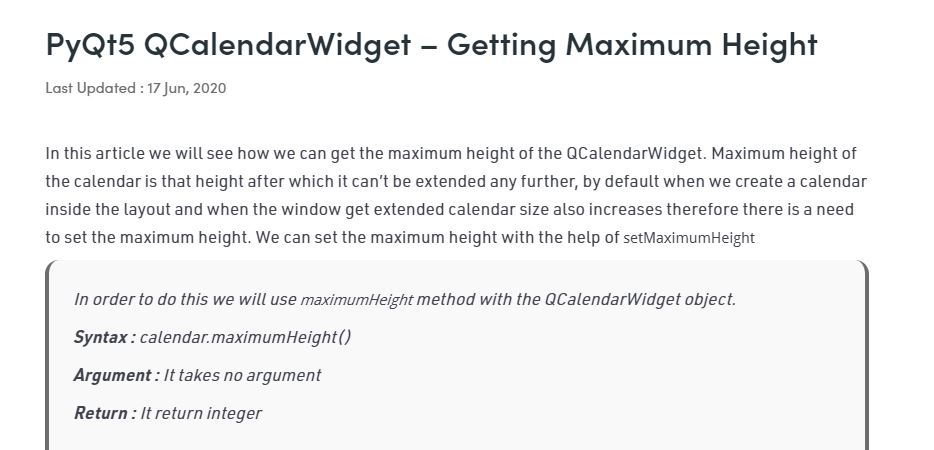 PyQt5 QCalendarWidget – Getting Maximum Height
Last Updated : 17 Jun, 2020
In this article we will see how we can get the maximum height of the QCalendarWidget. Maximum height of
the calendar is that height after which it can’t be extended any further, by default when we create a calendar
inside the layout and when the window get extended calendar size also increases therefore there is a need
to set the maximum height. We can set the maximum height with the help of setMaximumHeight
In order to do this we will use maximumHeight method with the QCalendarWidget object.
Syntax : calendar.maximumHeight()
Argument : It takes no argument
Return : It return integer